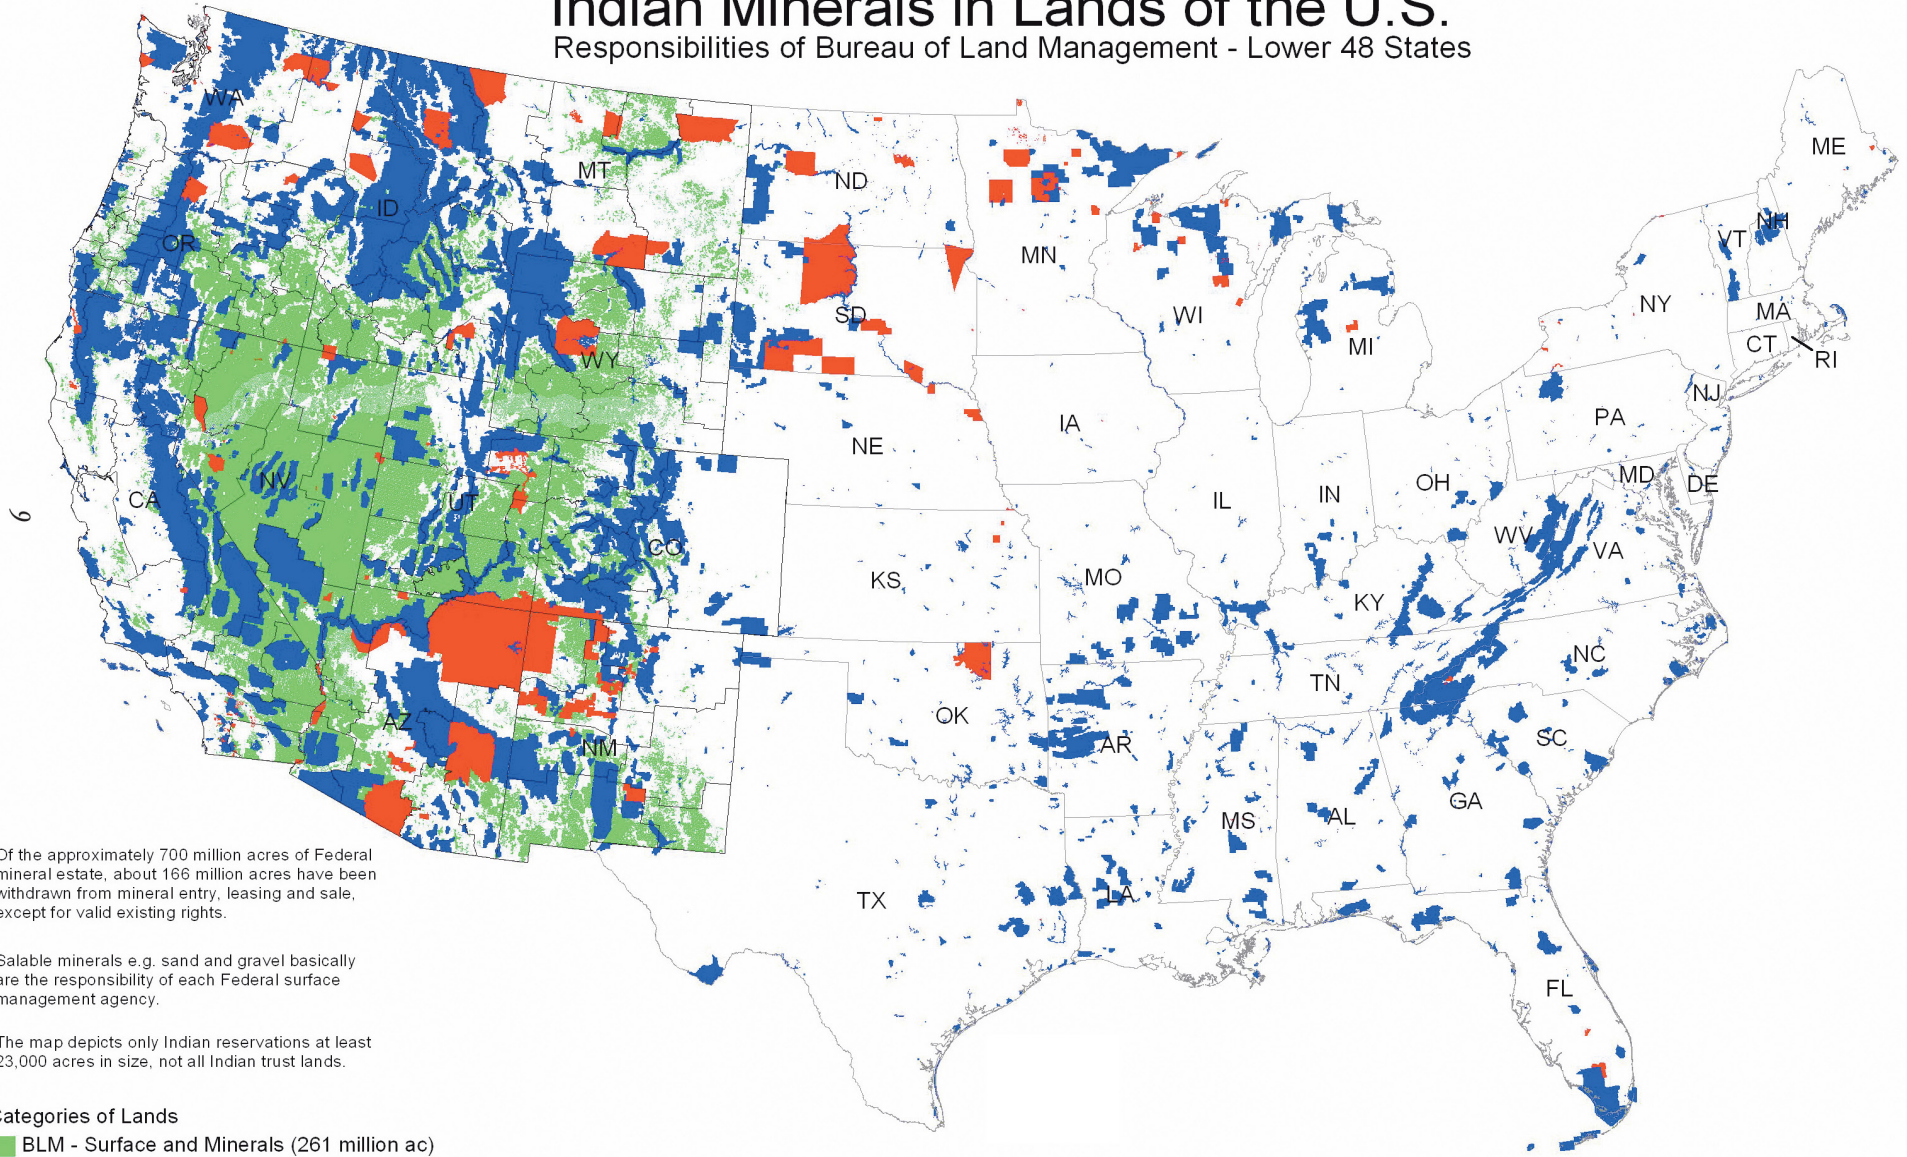 Indian Minerals in Lands of the U.S.
Responsibilities of Bureau of Land Management - Lower 48 States
WA
MT
ND
MN
ME
ID
OR
SD
WI
MI
NY
VT
NH
MA
CT
RI
WY
NE
IA
PA
NJ
CA
NV
UT
CO
KS
MO
IL
IN
OH
MD
DE
WV
VA
KY
9
AZ
NM
OK
AR
TN
NC
SC
MS
AL
GA
TX
LA
FL
Of the approximately 700 million acres of Federal
mineral estate, about 166 million acres have been
withdrawn from mineral entry, leasing and sale,
except for valid existing rights.
Salable minerals e.g. sand and gravel basically
are the responsibility of each Federal surface
management agency.
The map depicts only Indian reservations at least
23,000 acres in size, not all Indian trust lands.
Categories of Lands
BLM - Surface and Minerals (261 million ac)